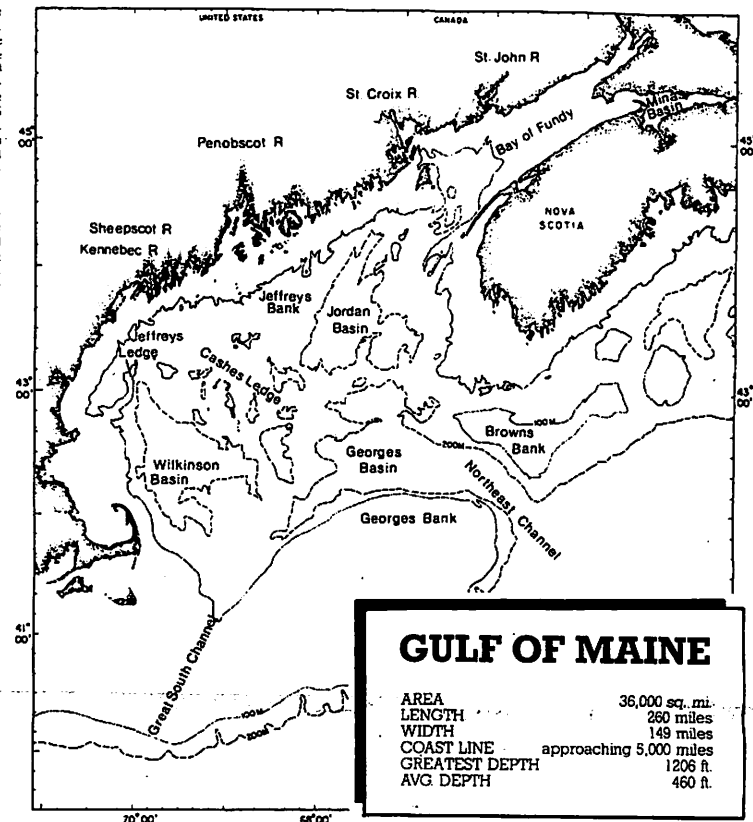 UNITED STATES
CANADA
St. John R
St. Croix R
Penobscot R
Bay of Fundy
Mina
Basin
45°
00'
45°
00'
NOVA
SCOTIA
Sheepscot R
Kennebec R
Jeffreys
Bank
Jordan
Basin
Jeffreys
Ledge
Cashes Ledge
43°
00'
43°
00'
100M
200M
Browns
Bank
Wilkinson
Basin
Georges
Basin
Northeast Channel
Georges Bank
41°
00'
Great South Channel
100M
200M
70°00'
68°00'
GULF OF MAINE
AREA 36,000 sq. mi.
LENGTH 260 miles
WIDTH 149 miles
COAST LINE approaching 5,000 miles
GREATEST DEPTH 1206 ft.
AVG. DEPTH 460 ft.